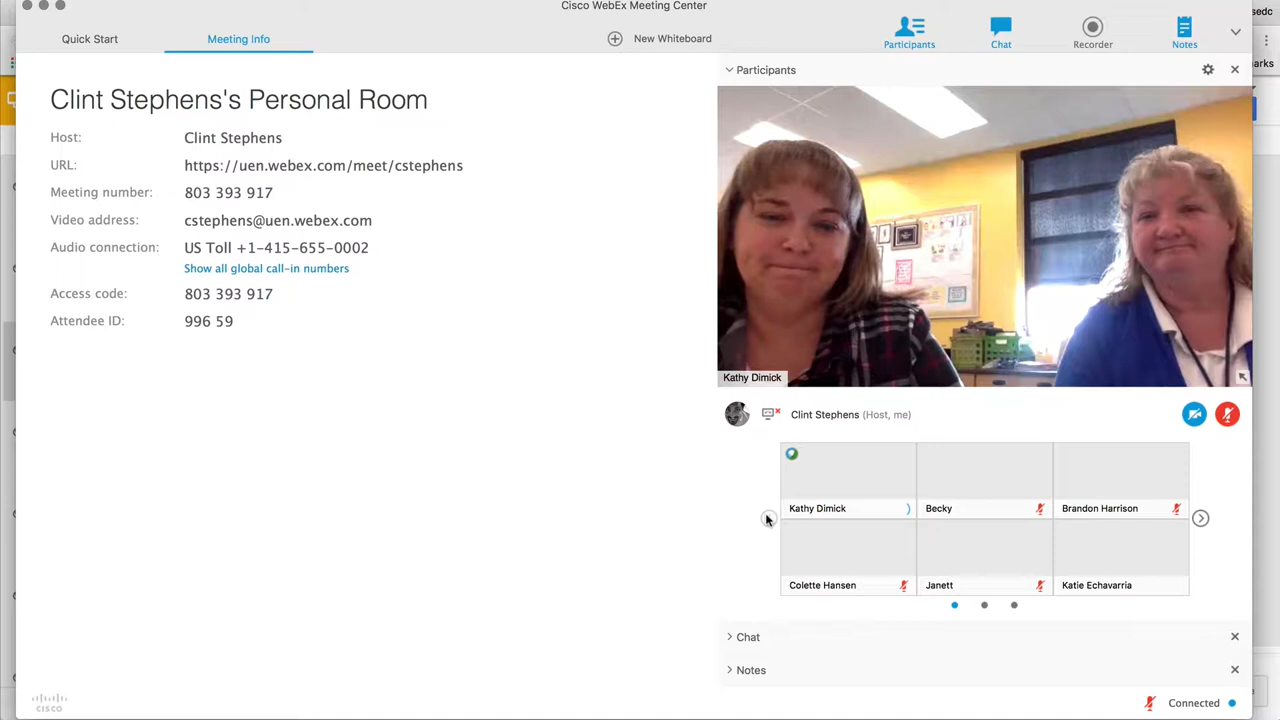 Cisco WebEx Meeting Center
sedc
Quick Start
Meeting Info
New Whiteboard
Participants
Chat
Recorder
Notes
arks
Participants
Clint Stephens's Personal Room
Host: Clint Stephens
URL: https://uen.webex.com/meet/cstephens
Meeting number: 803 393 917
Video address: cstephens@uen.webex.com
Audio connection: US Toll +1-415-655-0002
Show all global call-in numbers
Access code: 803 393 917
Attendee ID: 996 59
Kathy Dimick
Clint Stephens (Host, me)
Kathy Dimick
Becky
Brandon Harrison
Colette Hansen
Janett
Katie Echavarria
Chat
Notes
cisco
Connected